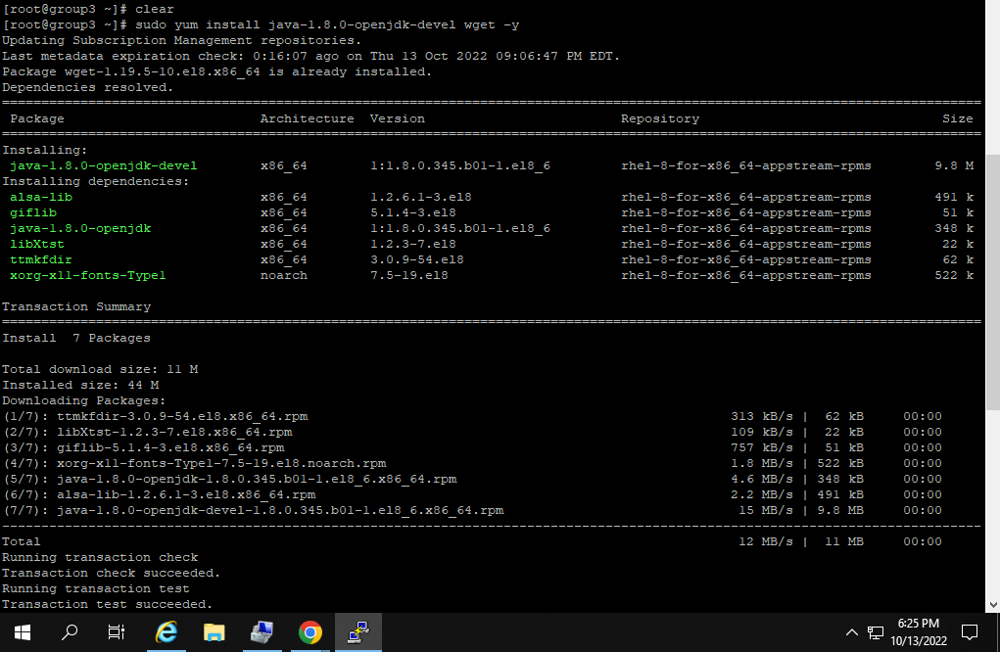 [root@group3 ~]# clear
[root@group3 ~]# sudo yum install java-1.8.0-openjdk-devel wget -y
Updating Subscription Management repositories.
Last metadata expiration check: 0:16:07 ago on Thu 13 Oct 2022 09:06:47 PM EDT.
Package wget-1.19.5-10.el8.x86_64 is already installed.
Dependencies resolved.
================================================================================
Package Architecture Version Repository Size
================================================================================
Installing:
java-1.8.0-openjdk-devel x86_64 1:1.8.0.345.b01-1.el8_6 rhel-8-for-x86_64-appstream-rpms 9.8 M
Installing dependencies:
alsa-lib x86_64 1.2.6.1-3.el8 rhel-8-for-x86_64-appstream-rpms 491 k
giflib x86_64 5.1.4-3.el8 rhel-8-for-x86_64-appstream-rpms 51 k
java-1.8.0-openjdk x86_64 1:1.8.0.345.b01-1.el8_6 rhel-8-for-x86_64-appstream-rpms 348 k
libXtst x86_64 1.2.3-7.el8 rhel-8-for-x86_64-appstream-rpms 22 k
ttmkfdir x86_64 3.0.9-54.el8 rhel-8-for-x86_64-appstream-rpms 62 k
xorg-x11-fonts-Type1 noarch 7.5-19.el8 rhel-8-for-x86_64-appstream-rpms 522 k
Transaction Summary
================================================================================
Install 7 Packages
Total download size: 11 M
Installed size: 44 M
Downloading Packages:
(1/7): ttmkfdir-3.0.9-54.el8.x86_64.rpm 313 kB/s | 62 kB 00:00
(2/7): libXtst-1.2.3-7.el8.x86_64.rpm 109 kB/s | 22 kB 00:00
(3/7): giflib-5.1.4-3.el8.x86_64.rpm 757 kB/s | 51 kB 00:00
(4/7): xorg-x11-fonts-Type1-7.5-19.el8.noarch.rpm 1.8 MB/s | 522 kB 00:00
(5/7): java-1.8.0-openjdk-1.8.0.345.b01-1.el8_6.x86_64.rpm 4.6 MB/s | 348 kB 00:00
(6/7): alsa-lib-1.2.6.1-3.el8.x86_64.rpm 2.2 MB/s | 491 kB 00:00
(7/7): java-1.8.0-openjdk-devel-1.8.0.345.b01-1.el8_6.x86_64.rpm 15 MB/s | 9.8 MB 00:00
--------------------------------------------------------------------------------
Total 12 MB/s | 11 MB 00:00
Running transaction check
Transaction check succeeded.
Running transaction test
Transaction test succeeded.
6:25 PM
10/13/2022